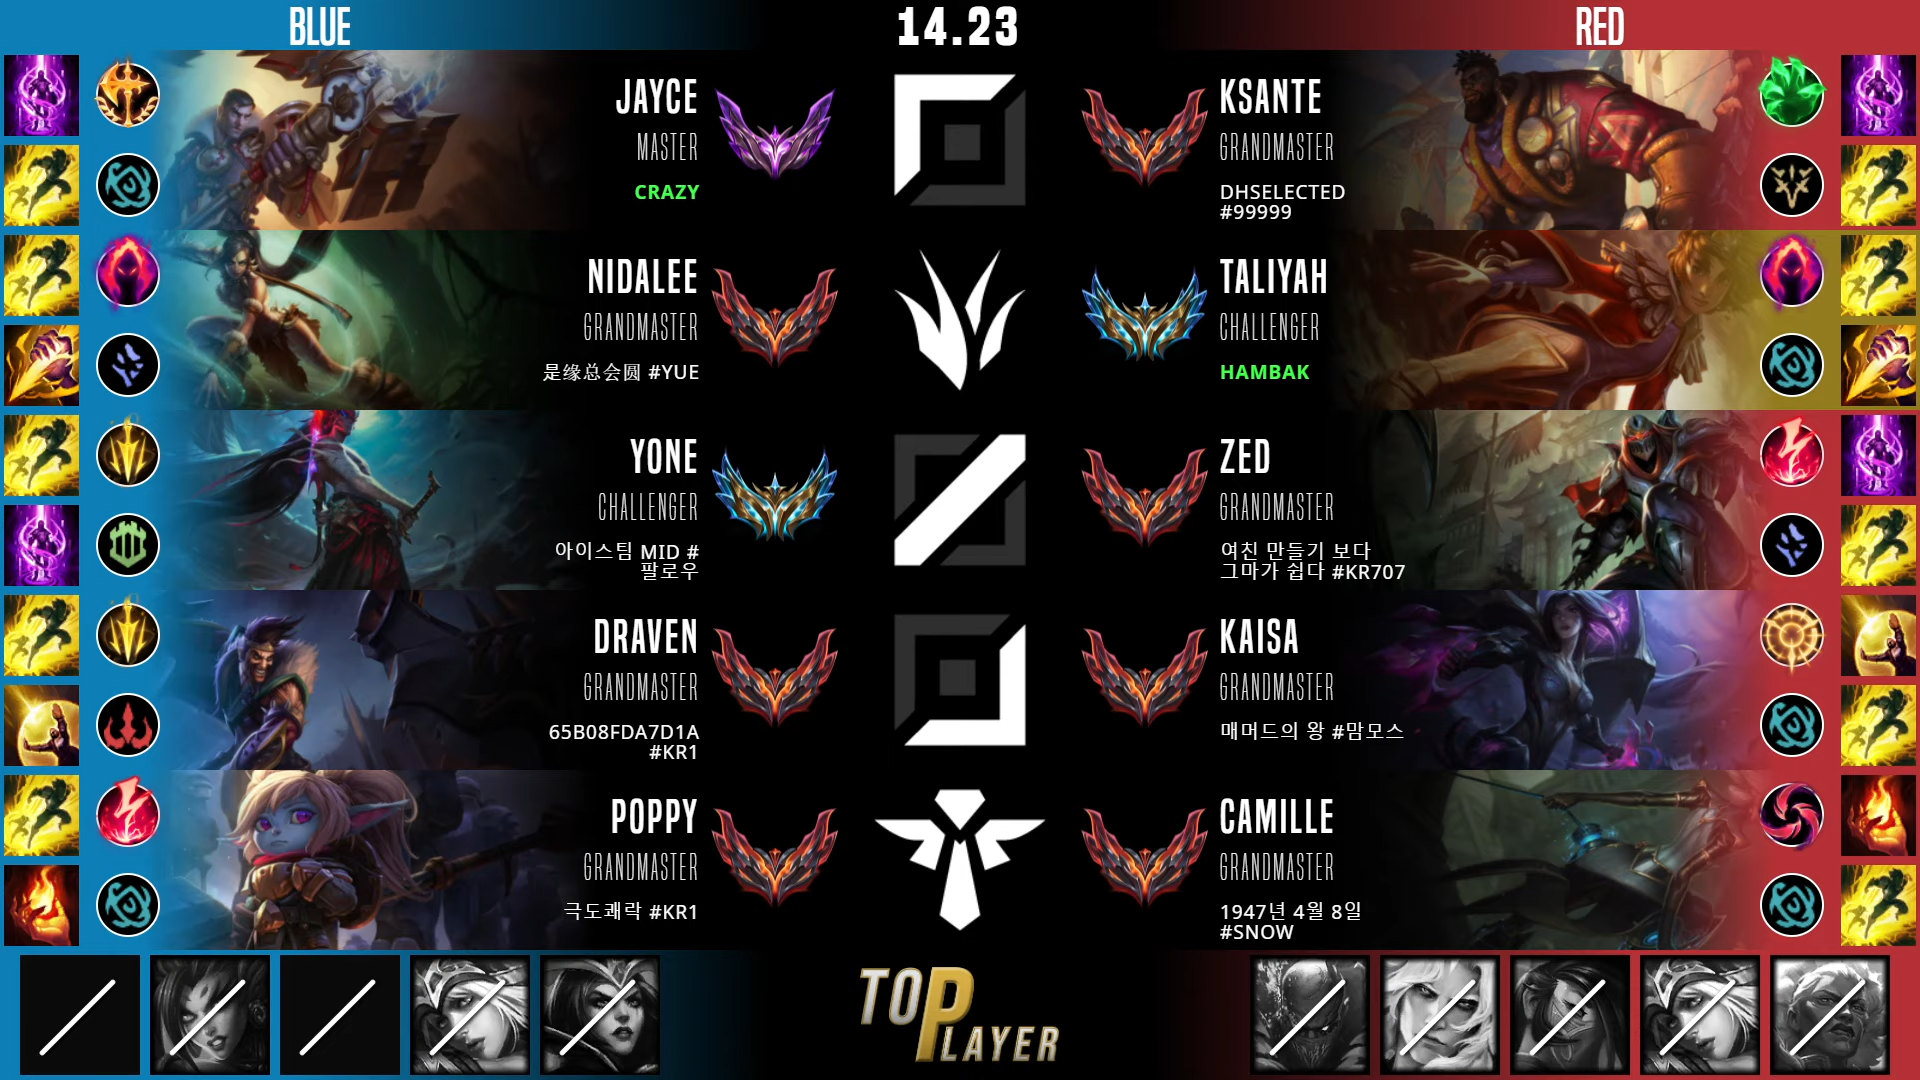 BLUE
14.23
RED
JAYCE
MASTER
CRAZY
KSANTE
GRANDMASTER
DHSELECTED
#99999
NIDALEE
GRANDMASTER
是缘总会圆 #YUE
TALIYAH
CHALLENGER
HAMBAK
YONE
CHALLENGER
아이스팀 MID #
팔로우
ZED
GRANDMASTER
여친 만들기 보다
그마가 쉽다 #KR707
DRAVEN
GRANDMASTER
65B08FDA7D1A
#KR1
KAISA
GRANDMASTER
매머드의 왕 #맘모스
POPPY
GRANDMASTER
극도쾌락 #KR1
CAMILLE
GRANDMASTER
1947년 4월 8일
#SNOW
TOP
PLAYER